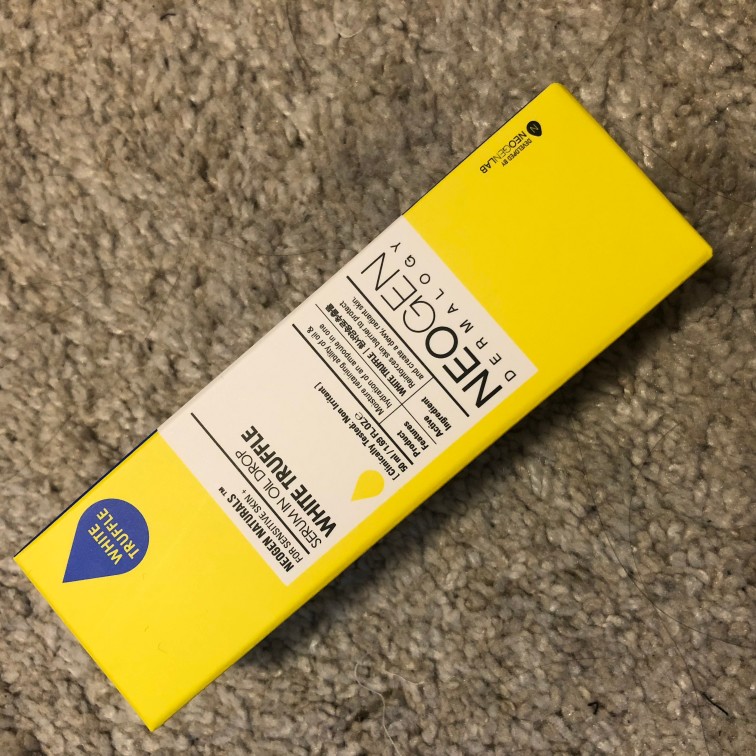 WHITE
TRUFFLE
NEOGEN NATURALS™
FOR SENSITIVE SKIN +
SERUM IN OIL DROP
WHITE TRUFFLE
[ Clinically Tested: Non Irritant ]
50 ml / 1.69 FL.OZ.e
Product Moisture retaining ability of oil &
Features hydration of an ampoule in one
Active WHITE TRUFFLE |
Ingredient Reinforces skin barrier to protect
and create a dewy, radiant skin.
NEOGEN
DERMALOGY
N
DEVELOPED BY
NEOGENLAB